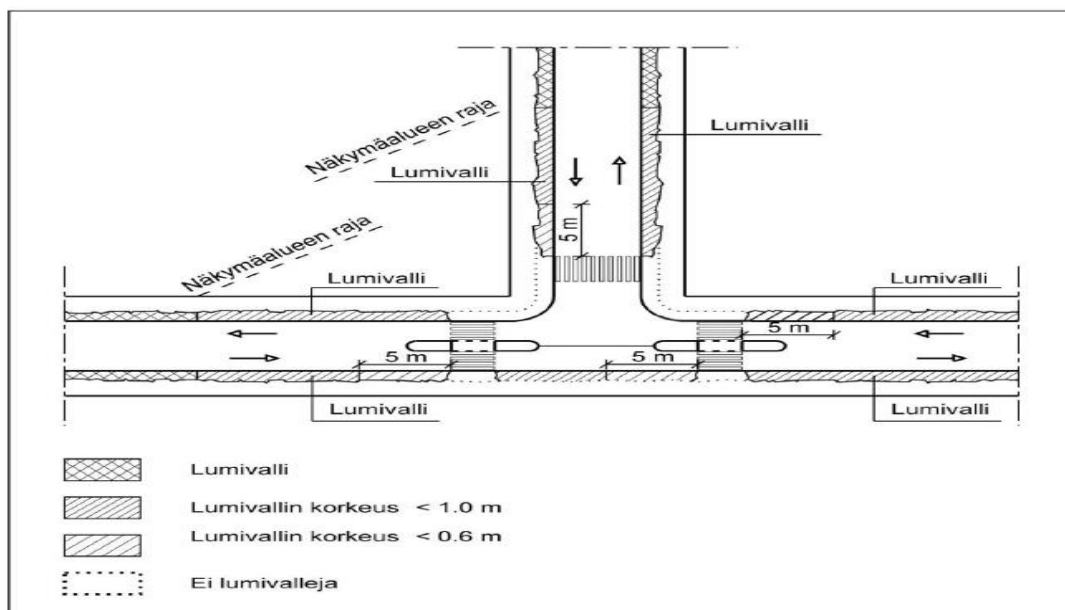 Näkymäalueen raja
Lumivalli
Lumivalli
5 m
Näkymäalueen raja
Lumivalli
Lumivalli
5 m
5 m
5 m
Lumivalli
Lumivalli
Lumivalli
Lumivallin korkeus < 1.0 m
Lumivallin korkeus < 0.6 m
Ei lumivalleja